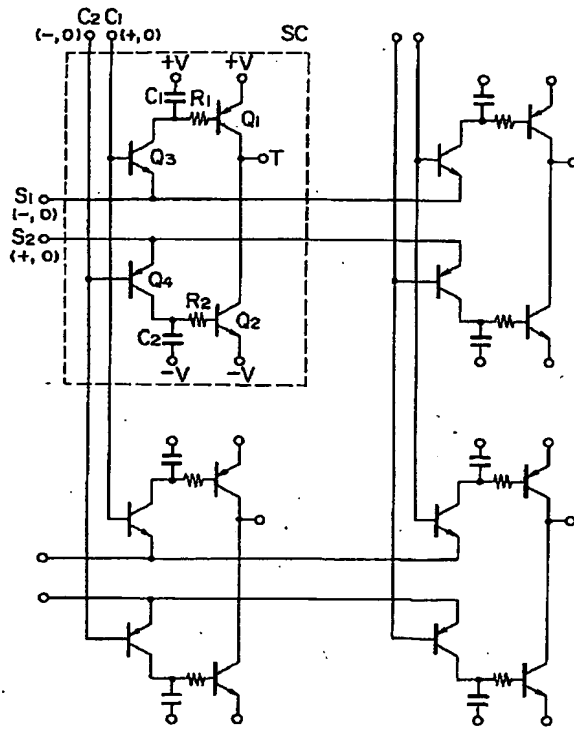 C2 C1
(-, 0) (+, 0) SC
+V +V
C1 R1 Q1
Q3
T
S1
(-, 0)
S2
(+, 0)
Q4
R2 Q2
C2
-V -V